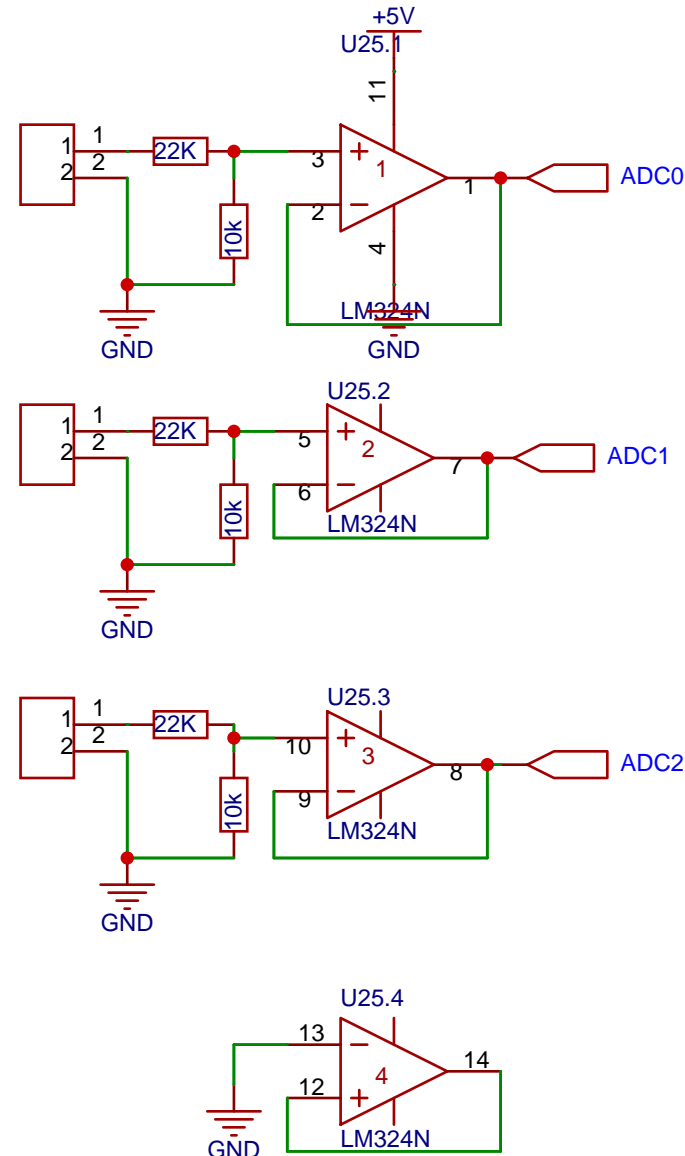 +5V
U25.1
11
1
1
22K
3
1
1
ADC0
2
2
2
10k
4
LM324N
GND
GND
U25.2
1
1
22K
5
2
7
ADC1
2
2
6
10k
LM324N
GND
U25.3
1
1
22K
10
3
8
ADC2
2
2
9
10k
LM324N
GND
U25.4
13
14
12
4
LM324N
GND